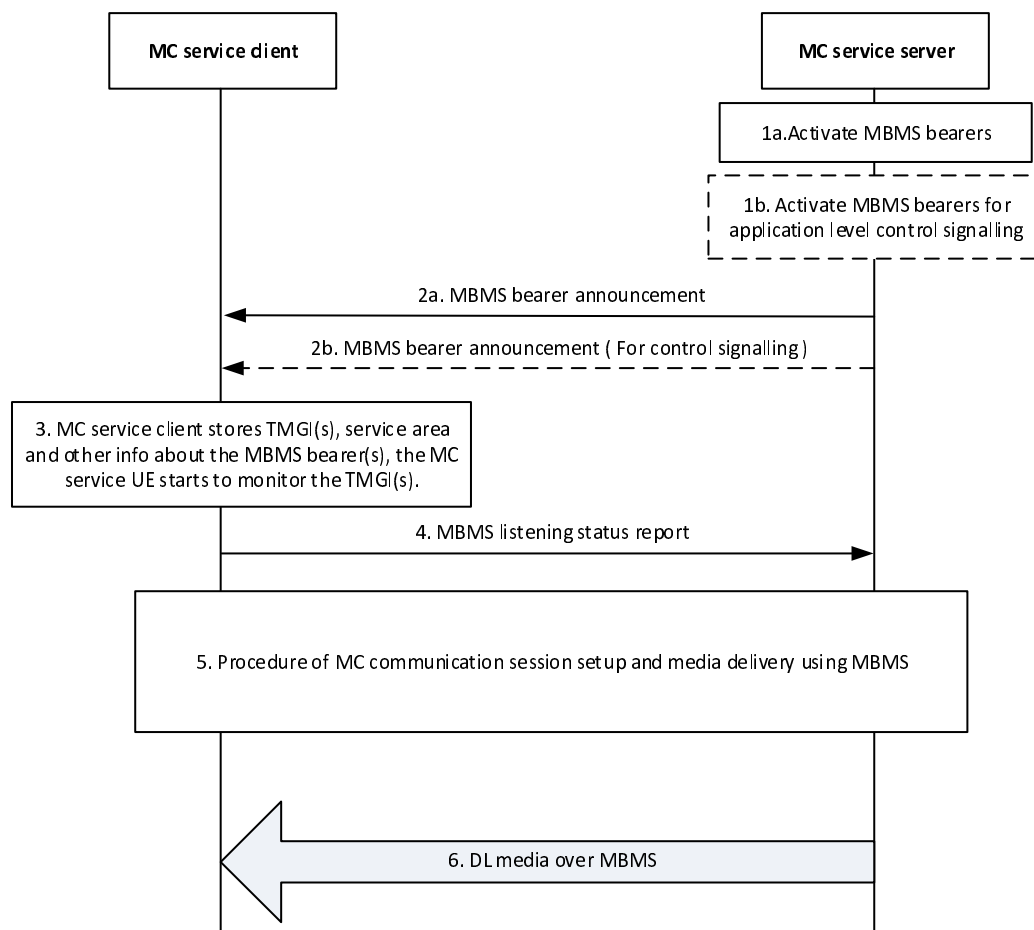 MC service client
MC service server
1a.Activate MBMS bearers
1b. Activate MBMS bearers for
application level control signalling
2a. MBMS bearer announcement
2b. MBMS bearer announcement ( For control signalling )
3. MC service client stores TMGI(s), service area
and other info about the MBMS bearer(s), the MC
service UE starts to monitor the TMGI(s).
4. MBMS listening status report
5. Procedure of MC communication session setup and media delivery using MBMS
6. DL media over MBMS